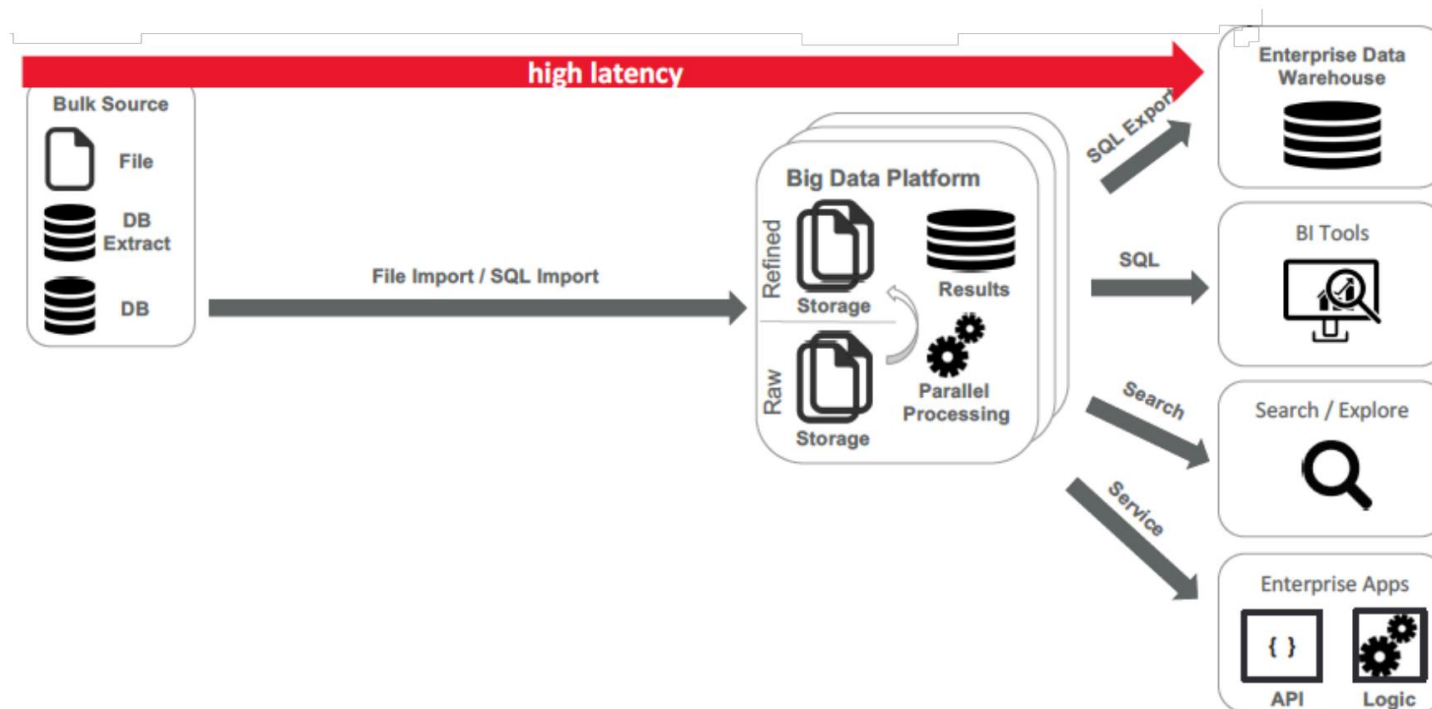 high latency
Bulk Source
File
DB
Extract
DB
File Import / SQL Import
Big Data Platform
Refined
Storage
Results
Raw
Storage
Parallel
Processing
SQL Export
SQL
Search
Service
Enterprise Data
Warehouse
BI Tools
Search / Explore
Enterprise Apps
{ }
API
Logic